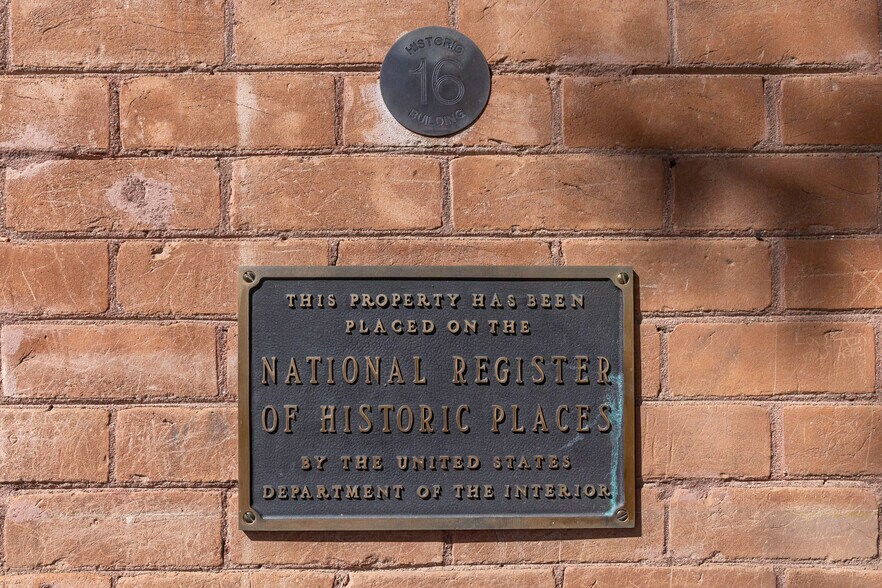 HISTORIC
16
BUILDING
THIS PROPERTY HAS BEEN
PLACED ON THE
NATIONAL REGISTER
OF HISTORIC PLACES
BY THE UNITED STATES
DEPARTMENT OF THE INTERIOR